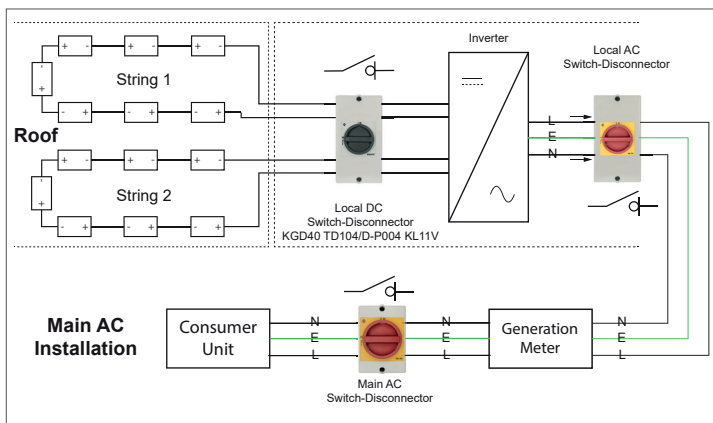 + - + - + -
- +
String 1
- + - + - +
Roof
+ - + - + -
- +
String 2
- + - + - +
Local DC
Switch-Disconnector
KGD40 TD104/D-P004 KL11V
Inverter
L
E
N
Local AC
Switch-Disconnector
Main AC
Installation
Consumer
Unit
N
E
L
Main AC
Switch-Disconnector
N
E
L
Generation
Meter
N
E
L